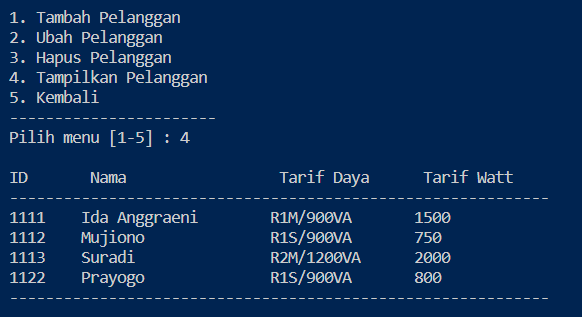 1. Tambah Pelanggan
2. Ubah Pelanggan
3. Hapus Pelanggan
4. Tampilkan Pelanggan
5. Kembali
-----------------------
Pilih menu [1-5] : 4
ID       Nama                 Tarif Daya      Tarif Watt
------------------------------------------------------------
1111    Ida Anggraeni        R1M/900VA       1500
1112    Mujiono              R1S/900VA       750
1113    Suradi               R2M/1200VA      2000
1122    Prayogo              R1S/900VA       800
------------------------------------------------------------